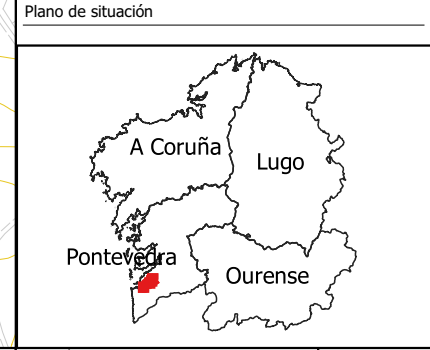 Plano de situación
A Coruña
Lugo
Pontevedra
Ourense